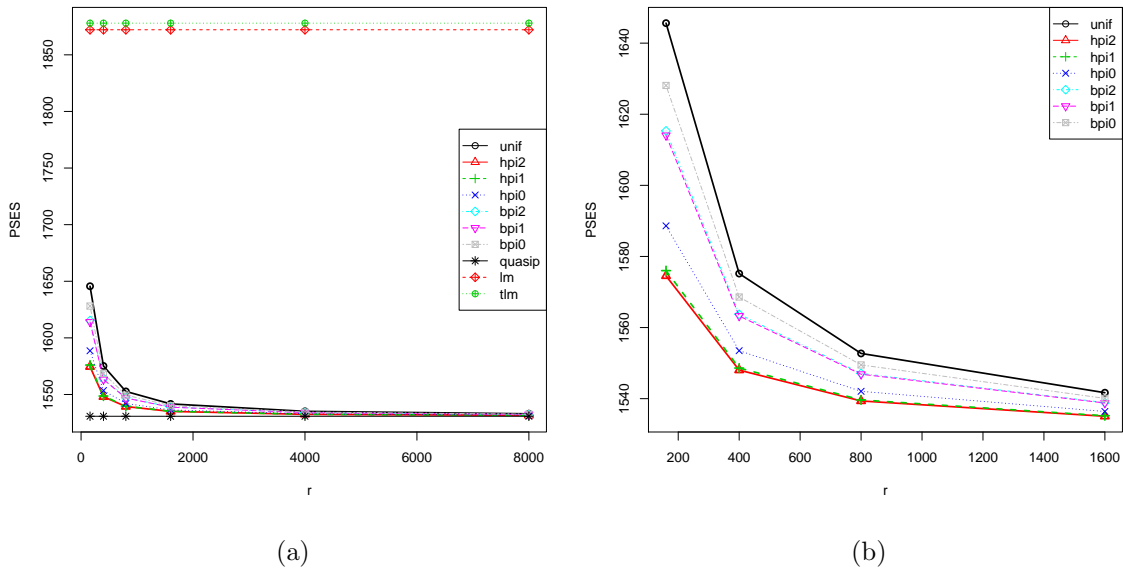 PSES
1550
1600
1650
1700
1750
1800
1850
0
2000
4000
6000
8000
r
unif
hpi2
hpi1
hpi0
bpi2
bpi1
bpi0
quasip
lm
tlm
(a)
PSES
1540
1560
1580
1600
1620
1640
200
400
600
800
1000
1200
1400
1600
r
unif
hpi2
hpi1
hpi0
bpi2
bpi1
bpi0
(b)